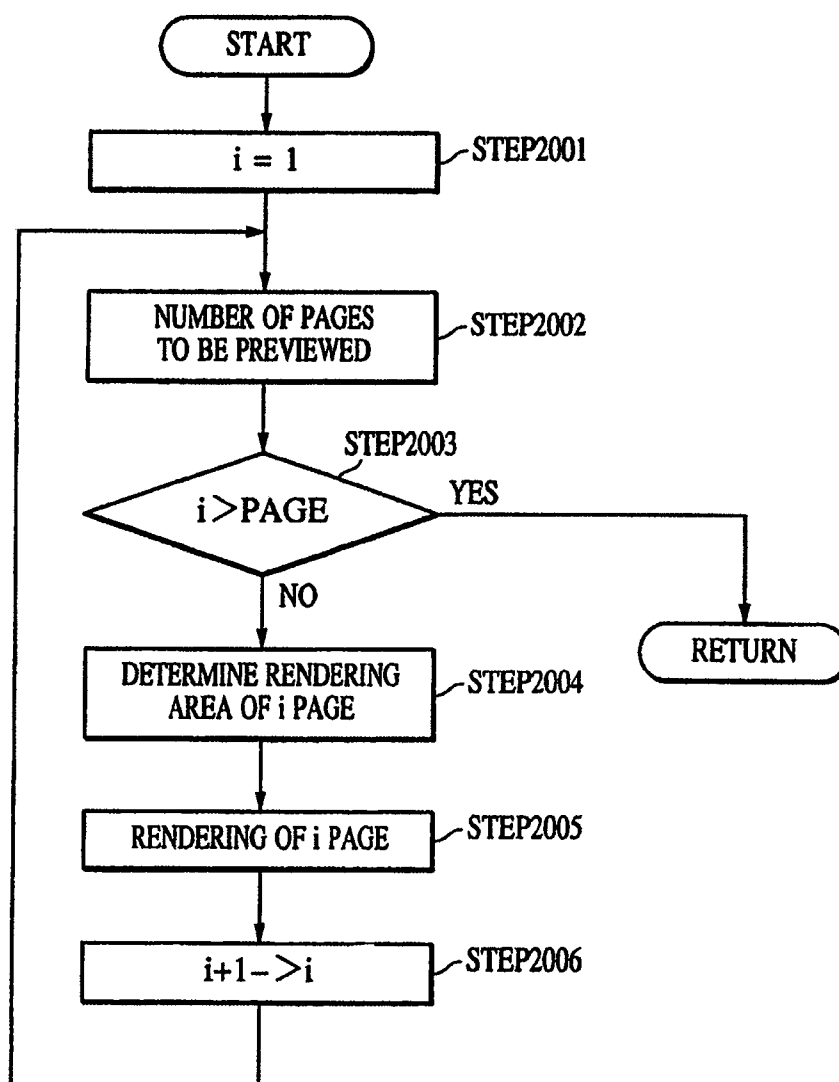 START
i = 1
STEP2001
NUMBER OF PAGES
TO BE PREVIEWED
STEP2002
STEP2003
i>PAGE
YES
NO
RETURN
DETERMINE RENDERING
AREA OF i PAGE
STEP2004
RENDERING OF i PAGE
STEP2005
i+1->i
STEP2006